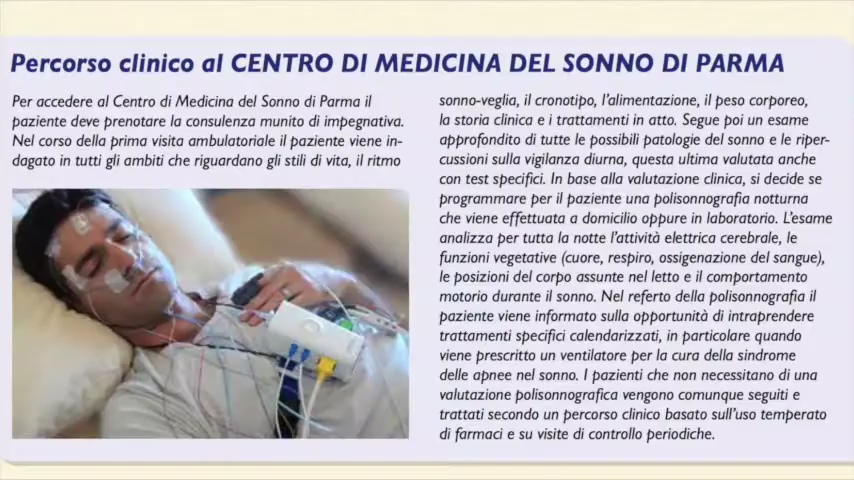 Percorso clinico al CENTRO DI MEDICINA DEL SONNO DI PARMA
Per accedere al Centro di Medicina del Sonno di Parma il
paziente deve prenotare la consulenza munito di impegnativa.
Nel corso della prima visita ambulatoriale il paziente viene in-
dagato in tutti gli ambiti che riguardano gli stili di vita, il ritmo
sonno-veglia, il cronotipo, l'alimentazione, il peso corporeo,
la storia clinica e i trattamenti in atto. Segue poi un esame
approfondito di tutte le possibili patologie del sonno e le riper-
cussioni sulla vigilanza diurna, questa ultima valutata anche
con test specifici. In base alla valutazione clinica, si decide se
programmare per il paziente una polisonnografia notturna
che viene effettuata a domicilio oppure in laboratorio. L'esame
analizza per tutta la notte l'attività elettrica cerebrale, le
funzioni vegetative (cuore, respiro, ossigenazione del sangue),
le posizioni del corpo assunte nel letto e il comportamento
motorio durante il sonno. Nel referto della polisonnografia il
paziente viene informato sulla opportunità di intraprendere
trattamenti specifici calendarizzati, in particolare quando
viene prescritto un ventilatore per la cura della sindrome
delle apnee nel sonno. I pazienti che non necessitano di una
valutazione polisonnografica vengono comunque seguiti e
trattati secondo un percorso clinico basato sull'uso temperato
di farmaci e su visite di controllo periodiche.